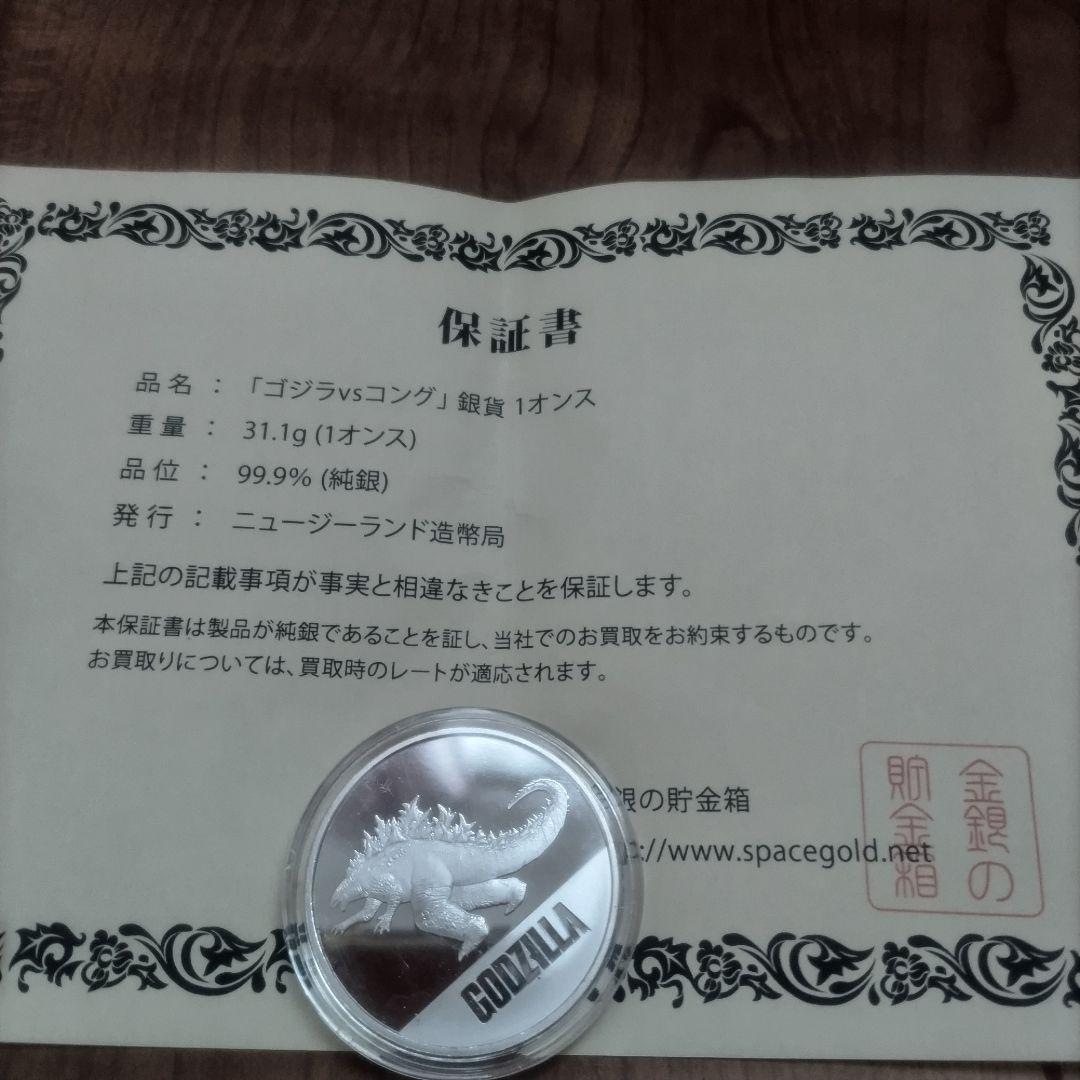 保証書
品名 ： 「ゴジラvsコング」銀貨 1オンス
重量 ： 31.1g (1オンス)
品位 ： 99.9% (純銀)
発行 ： ニュージーランド造幣局
上記の記載事項が事実と相違なきことを保証します。
本保証書は製品が純銀であることを証し、当社でのお買取をお約束するものです。
お買取りについては、買取時のレートが適応されます。
銀の貯金箱
://www.spacegold.net
金銀の
貯金箱
GODZILLA